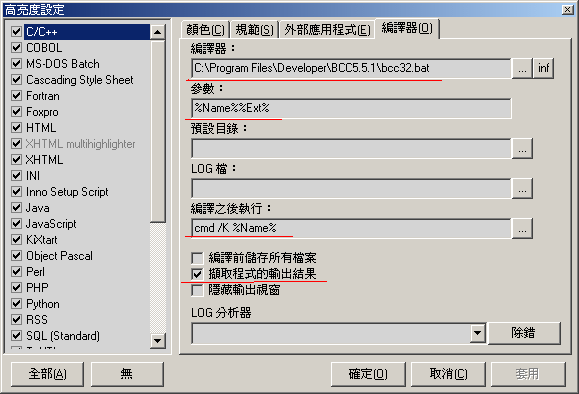 高亮度設定
C/C++
COBOL
MS-DOS Batch
Cascading Style Sheet
Fortran
Foxpro
HTML
XHTML multihighlighter
XHTML
INI
Inno Setup Script
Java
JavaScript
KiXtart
Object Pascal
Perl
PHP
Python
RSS
SQL (Standard)
顏色(C) 規範(S) 外部應用程式(E) 編譯器(O)
編譯器：
C:\Program Files\Developer\BCC5.5.1\bcc32.bat ... inf
參數：
%Name%%Ext%
預設目錄：
...
LOG 檔：
...
編譯之後執行：
cmd /K %Name% ...
編譯前儲存所有檔案
擷取程式的輸出結果
隱藏輸出視窗
LOG 分析器
除錯
全部(A) 無 確定(O) 取消(C) 套用